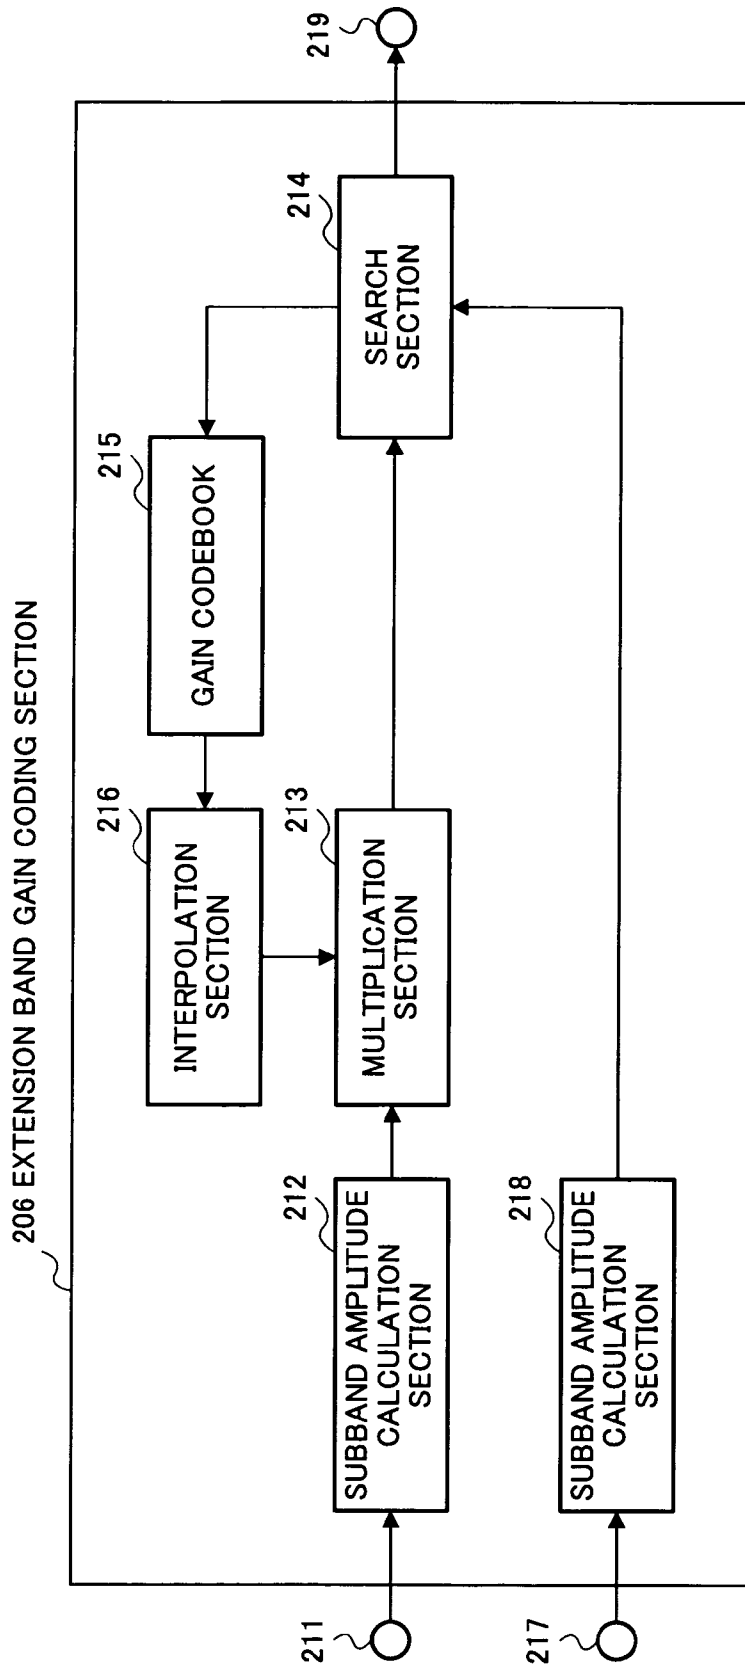 206 EXTENSION BAND GAIN CODING SECTION
216
INTERPOLATION
SECTION
215
GAIN CODEBOOK
219
211
212
SUBBAND AMPLITUDE
CALCULATION
SECTION
213
MULTIPLICATION
SECTION
214
SEARCH
SECTION
217
218
SUBBAND AMPLITUDE
CALCULATION
SECTION